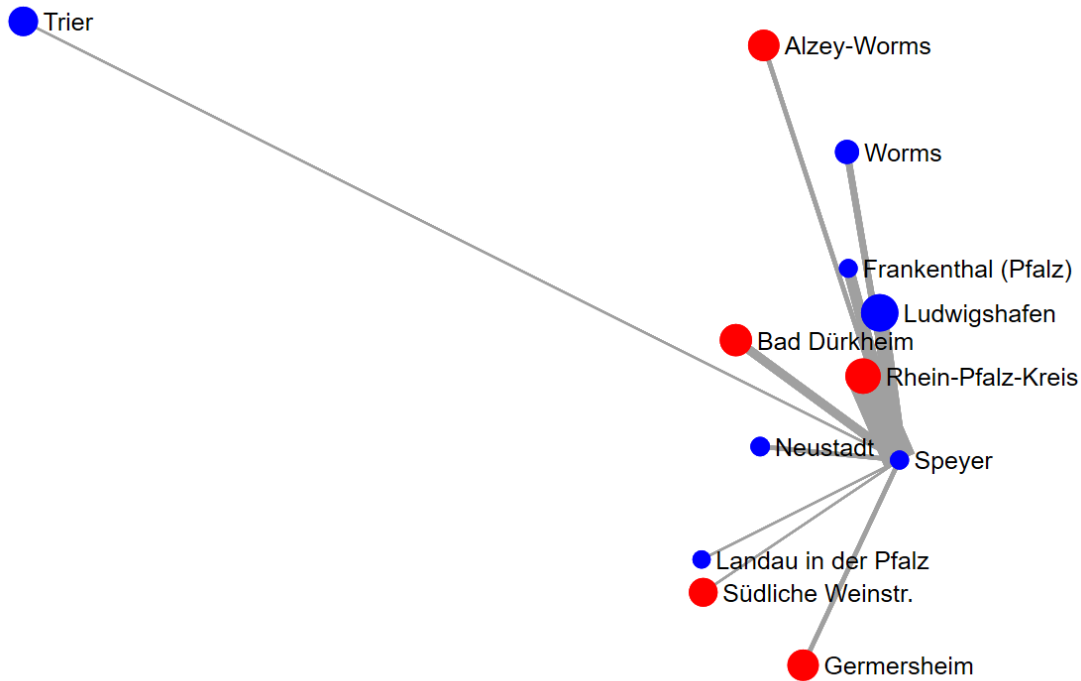 Trier
Alzey-Worms
Worms
Frankenthal (Pfalz)
Ludwigshafen
Bad Dürkheim
Rhein-Pfalz-Kreis
Neustadt
Speyer
Landau in der Pfalz
Südliche Weinstr.
Germersheim